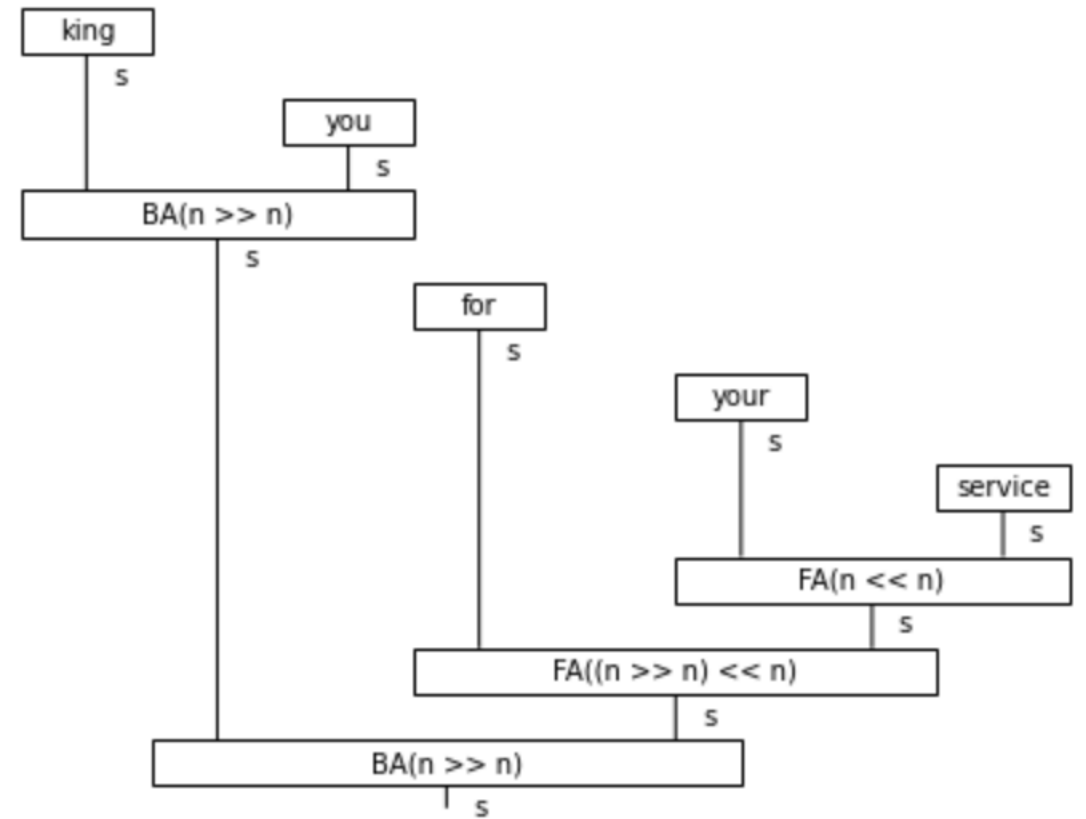 king
s
you
s
BA(n >> n)
s
for
s
your
s
service
s
FA(n << n)
s
FA((n >> n) << n)
s
BA(n >> n)
s